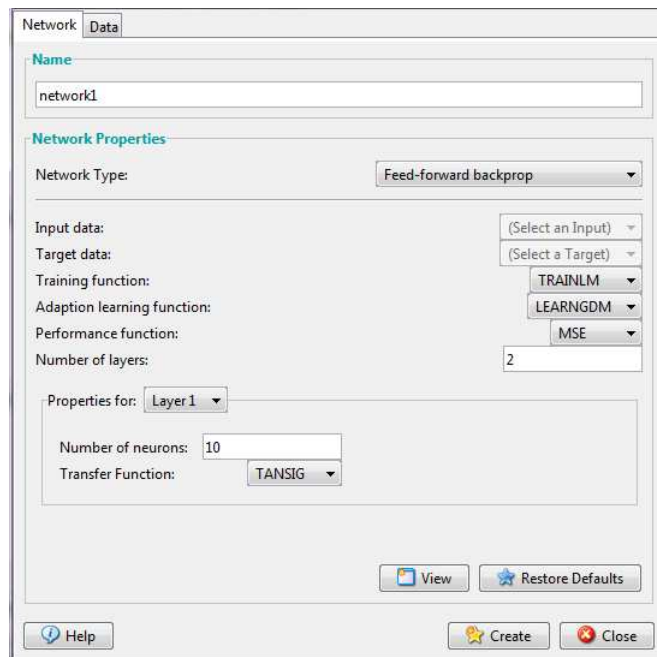 Network Data
Name
network1
Network Properties
Network Type: Feed-forward backprop
Input data: (Select an Input)
Target data: (Select a Target)
Training function: TRAINLM
Adaption learning function: LEARNGDM
Performance function: MSE
Number of layers: 2
Properties for: Layer 1
Number of neurons: 10
Transfer Function: TANSIG
View Restore Defaults
Help Create Close